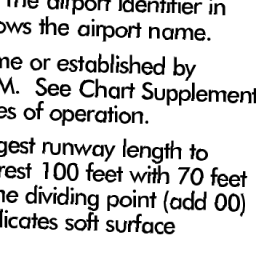 the airport identifier in
ows the airport name.
me or established by
M. See Chart Supplement
es of operation.
gest runway length to
rest 100 feet with 70 feet
he dividing point (add 00)
licates soft surface